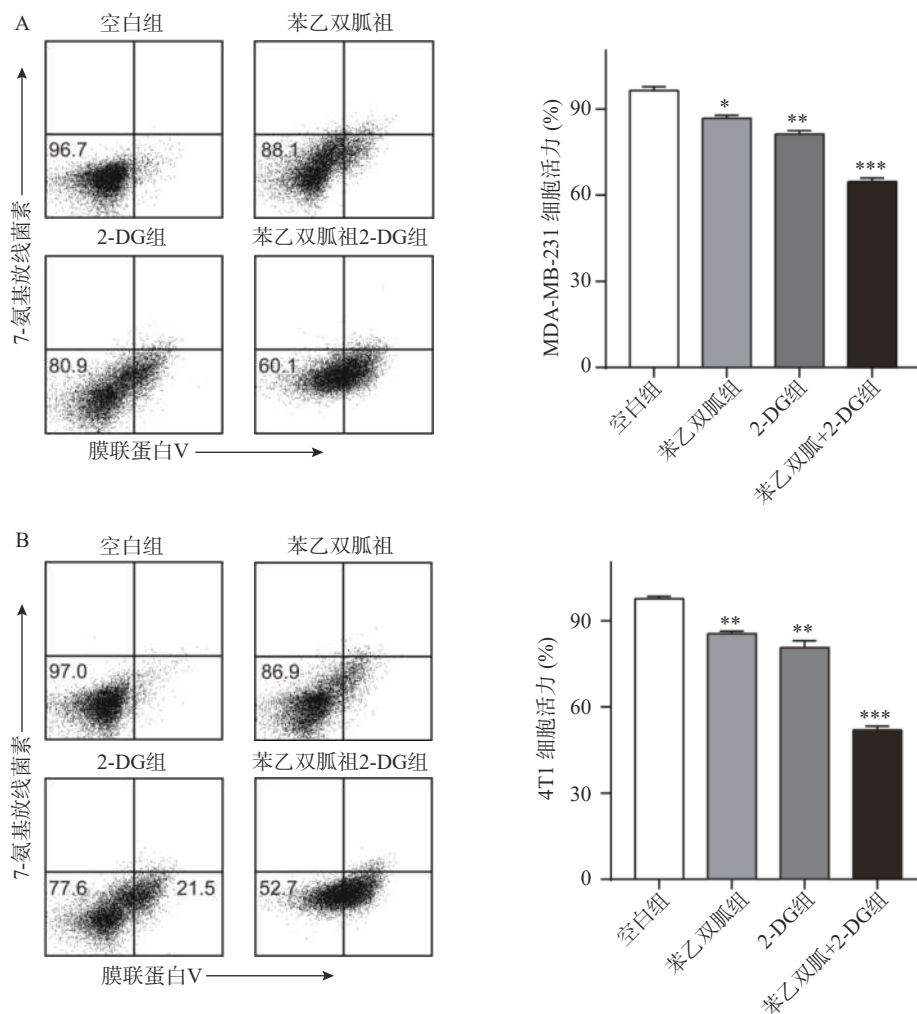 A
空白组
苯乙双胍祖
96.7
88.1
2-DG组
苯乙双胍祖2-DG组
80.9
60.1
7-氨基放线菌素
膜联蛋白V
MDA-MB-231 细胞活力 (%)
90
60
30
0
*
**
***
空白组
苯乙双胍组
2-DG组
苯乙双胍+2-DG组
B
空白组
苯乙双胍祖
97.0
86.9
2-DG组
苯乙双胍祖2-DG组
77.6
21.5
52.7
7-氨基放线菌素
膜联蛋白V
4T1 细胞活力 (%)
90
60
30
0
**
**
***
空白组
苯乙双胍组
2-DG组
苯乙双胍+2-DG组